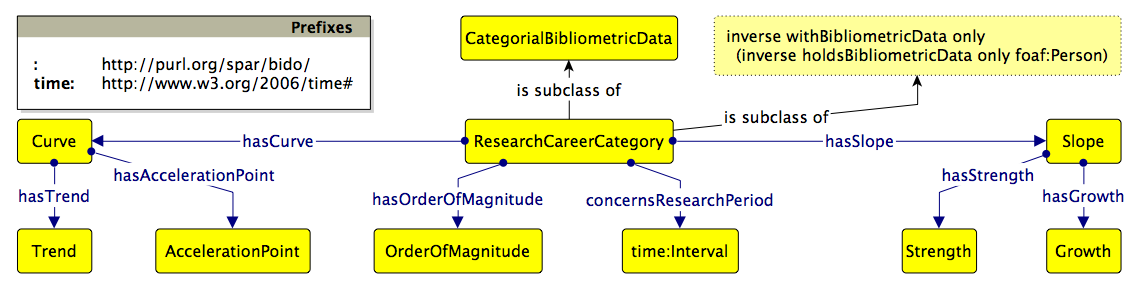 Prefixes
: http://purl.org/spar/bido/
time: http://www.w3.org/2006/time#
CategorialBibliometricData
inverse withBibliometricData only
(inverse holdsBibliometricData only foaf:Person)
is subclass of
is subclass of
Curve
hasCurve
ResearchCareerCategory
hasSlope
Slope
hasAccelerationPoint
hasStrength
hasTrend
hasOrderOfMagnitude
concernsResearchPeriod
hasGrowth
Trend
AccelerationPoint
OrderOfMagnitude
time:Interval
Strength
Growth